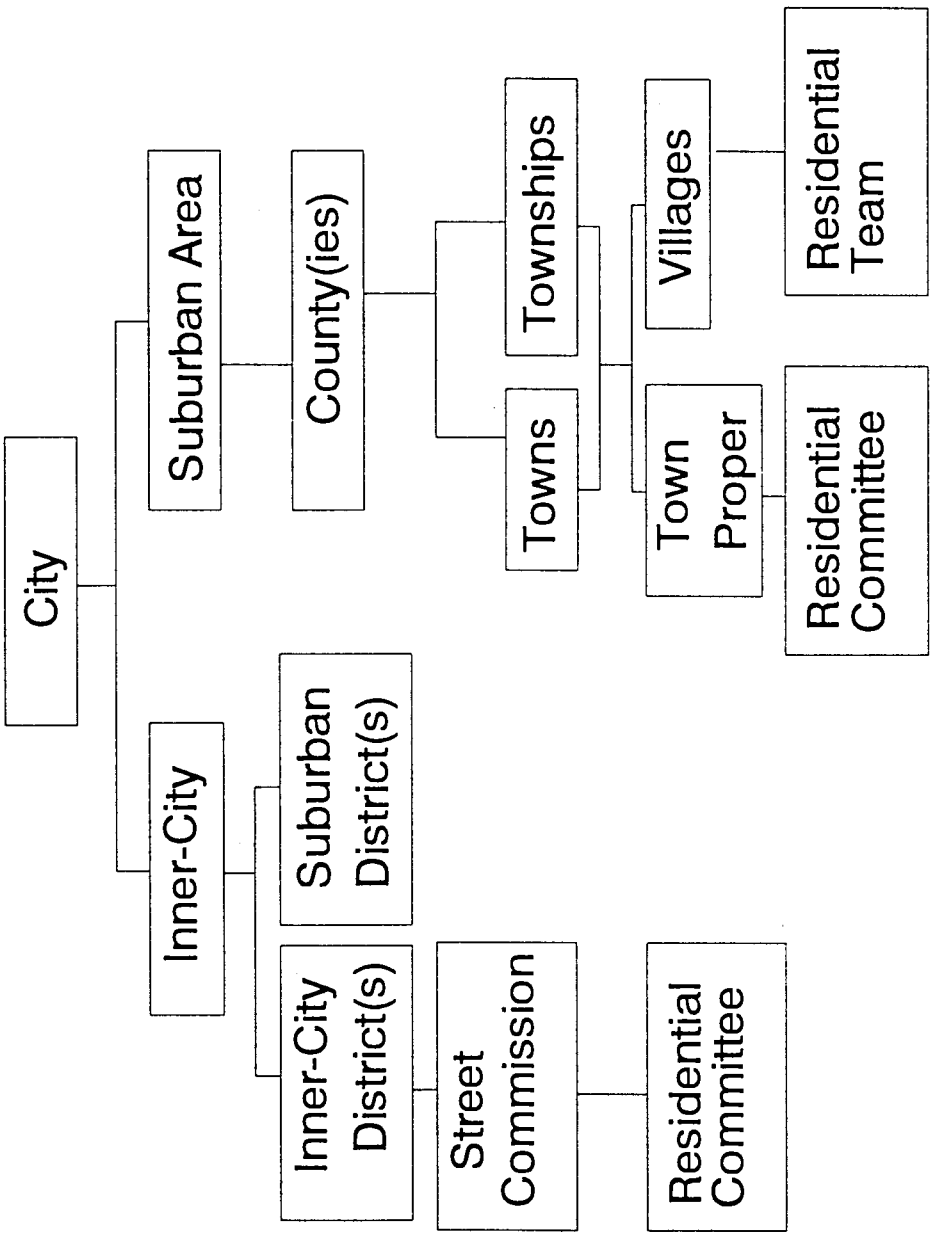 City
Inner-City
Suburban Area
Inner-City
District(s)
Suburban
District(s)
County(ies)
Street
Commission
Towns
Townships
Residential
Committee
Town
Proper
Villages
Residential
Committee
Residential
Team